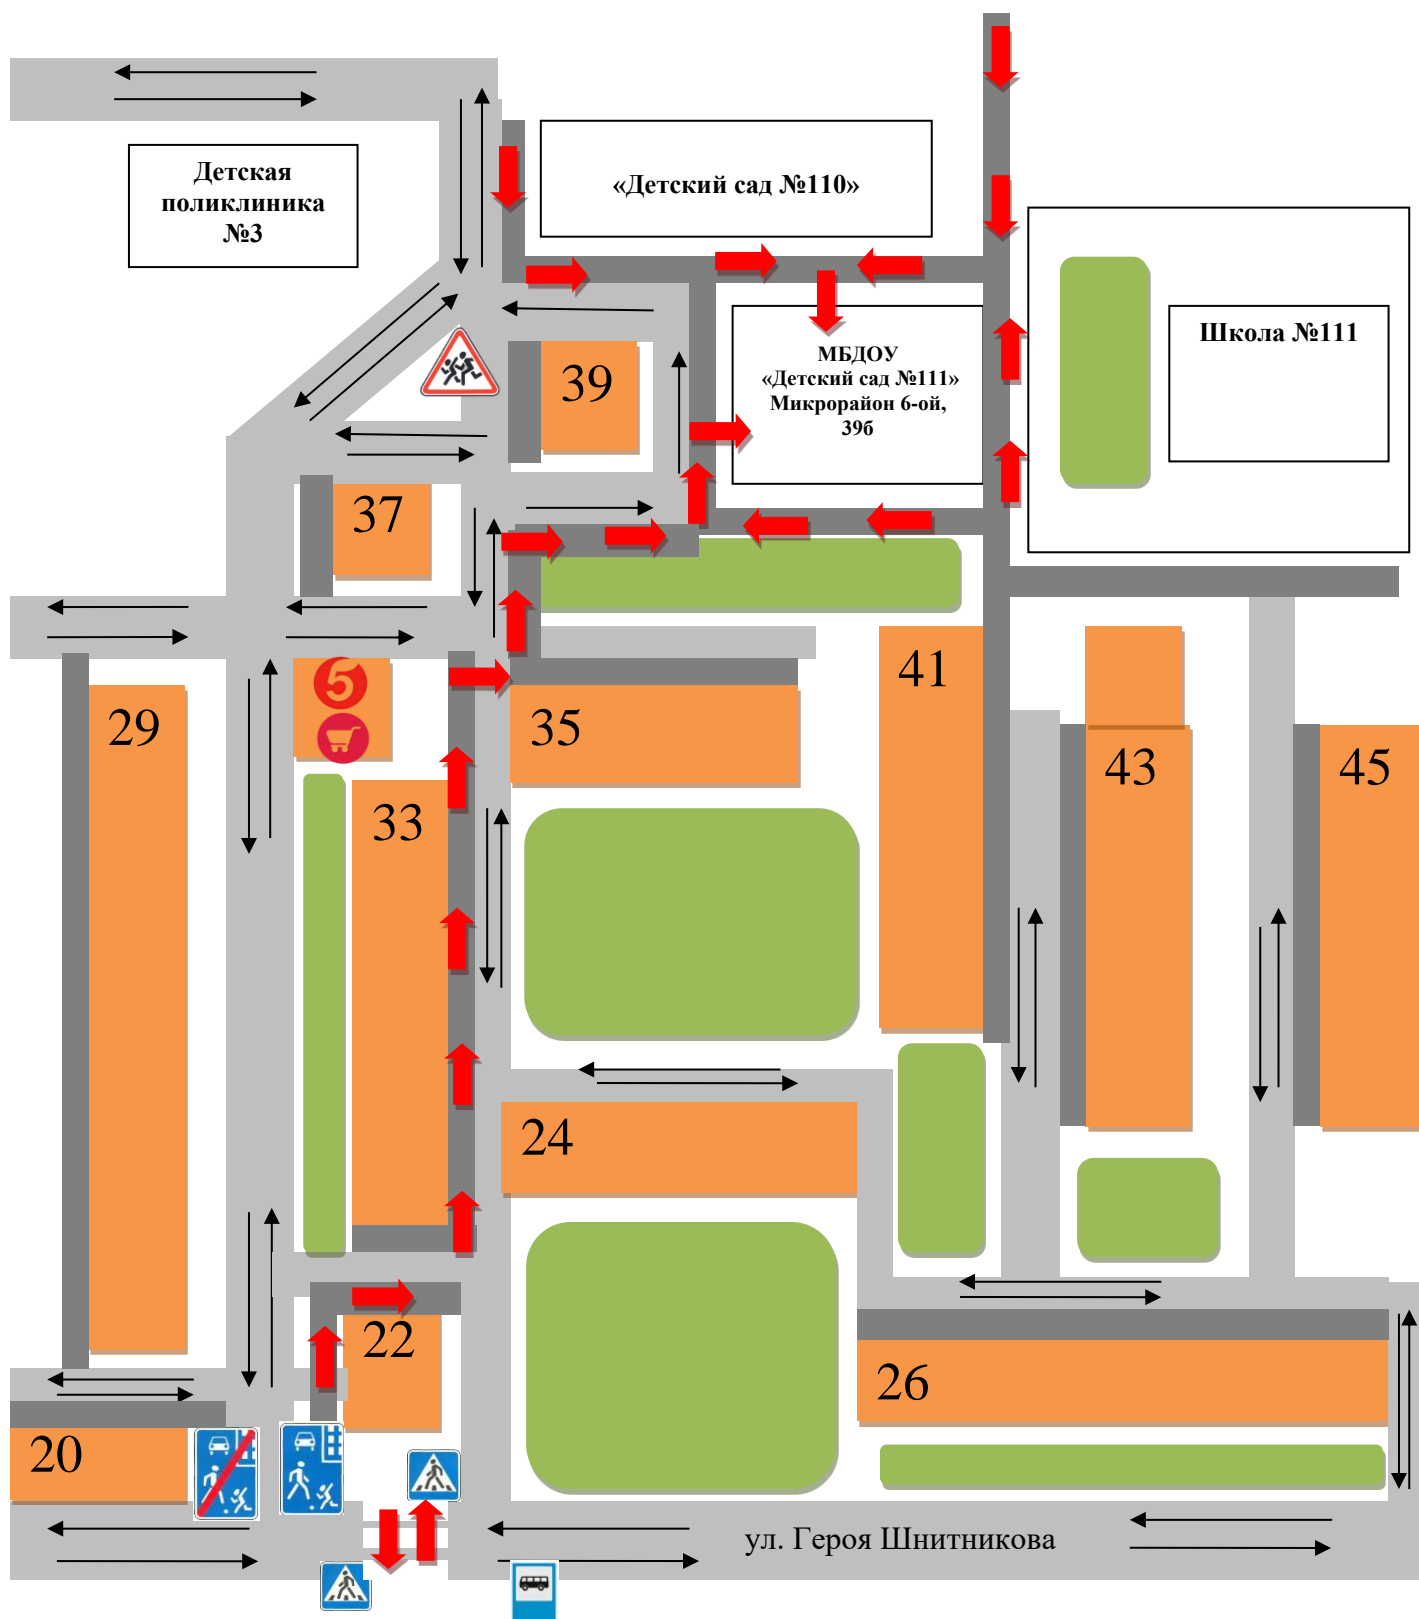 Детская
поликлиника
№3
«Детский сад №110»
Школа №111
МБДОУ
«Детский сад №111»
Микрорайон 6-ой,
39б
39
37
41
5
29
35
43
45
33
24
22
26
20
ул. Героя Шнитникова